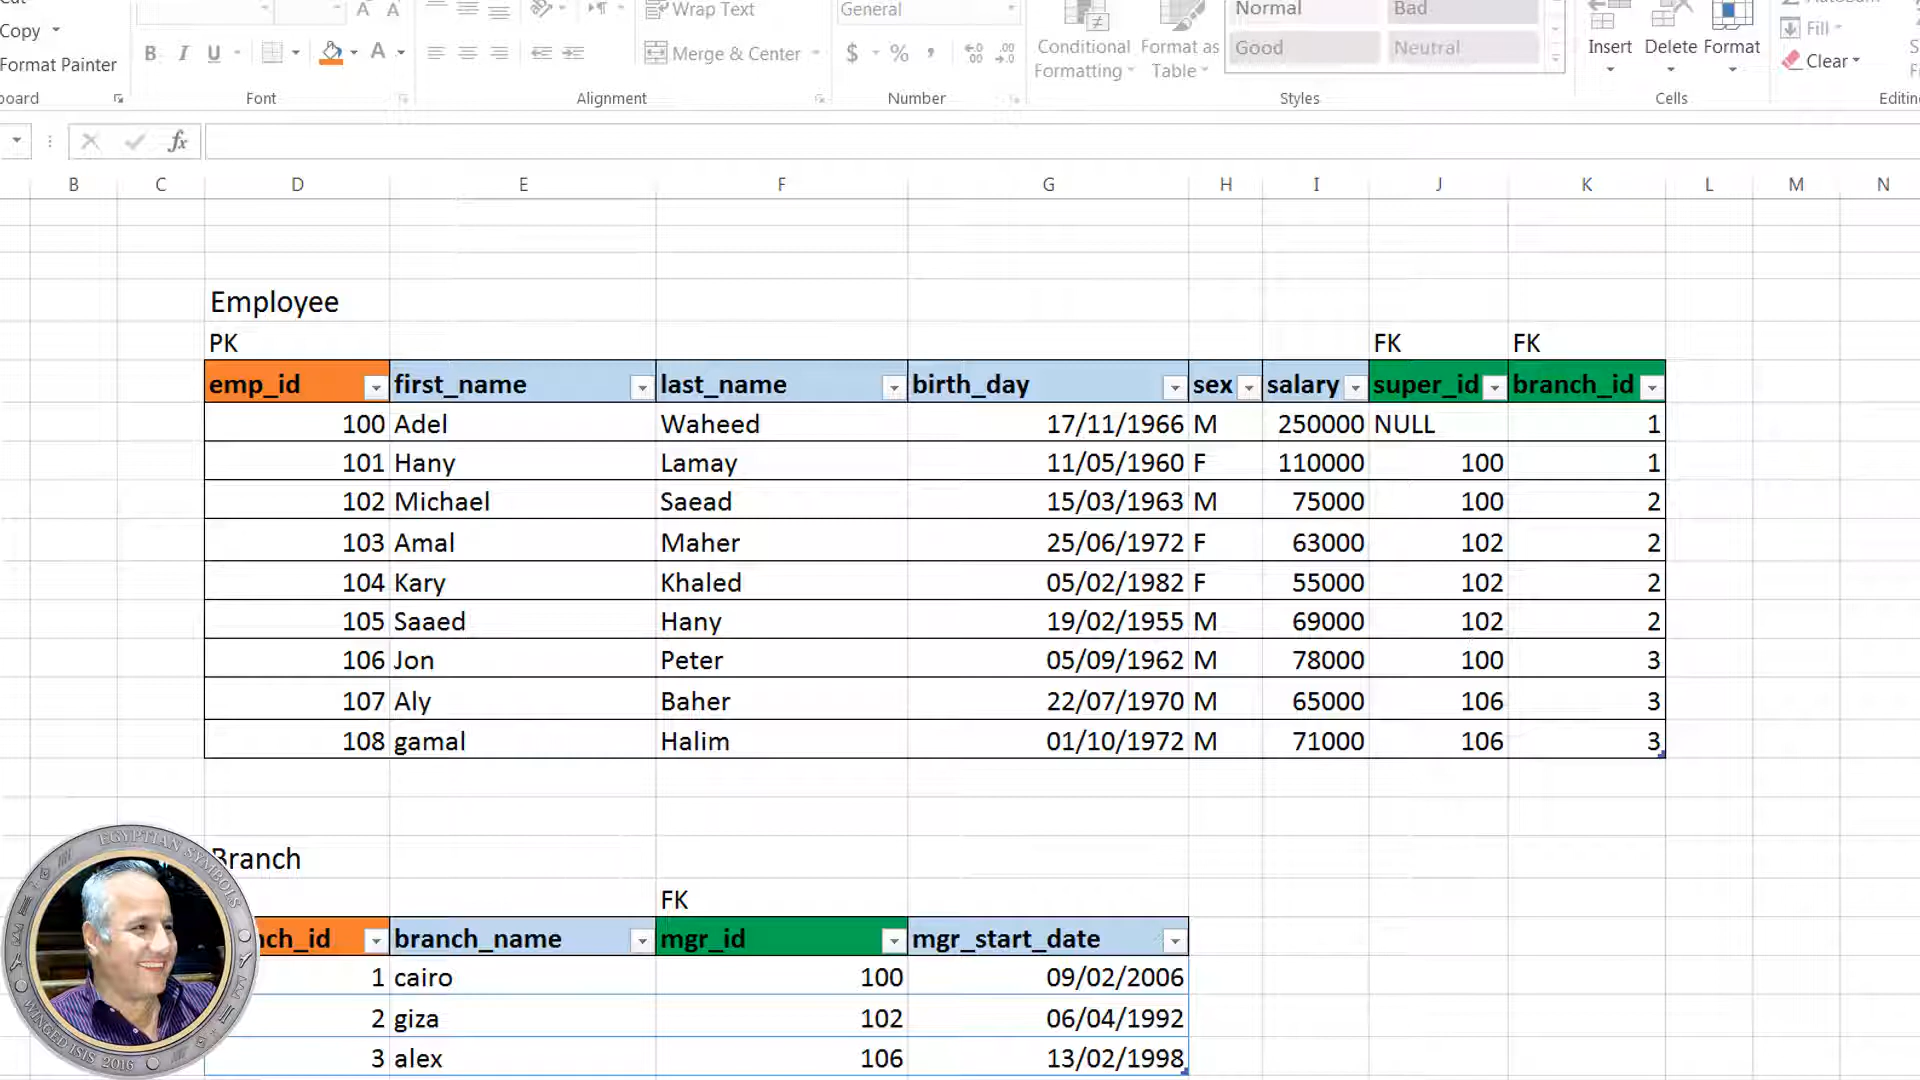 Copy
Format Painter
B I U A
Font
Wrap Text
Merge & Center
Alignment
General
$ % ,
Number
Conditional Formatting
Format as Table
Normal Bad
Good Neutral
Styles
Insert Delete Format
Cells
Fill
Clear
fx
B C D E F G H I J K L M N
Employee
PK FK FK
emp_id first_name last_name birth_day sex salary super_id branch_id
100 Adel Waheed 17/11/1966 M 250000 NULL 1
101 Hany Lamay 11/05/1960 F 110000 100 1
102 Michael Saead 15/03/1963 M 75000 100 2
103 Amal Maher 25/06/1972 F 63000 102 2
104 Kary Khaled 05/02/1982 F 55000 102 2
105 Saaed Hany 19/02/1955 M 69000 102 2
106 Jon Peter 05/09/1962 M 78000 100 3
107 Aly Baher 22/07/1970 M 65000 106 3
108 gamal Halim 01/10/1972 M 71000 106 3
Branch
FK
nch_id branch_name mgr_id mgr_start_date
1 cairo 100 09/02/2006
2 giza 102 06/04/1992
3 alex 106 13/02/1998
EGYPTIAN SYMBOLS
WINGED ISIS 2016